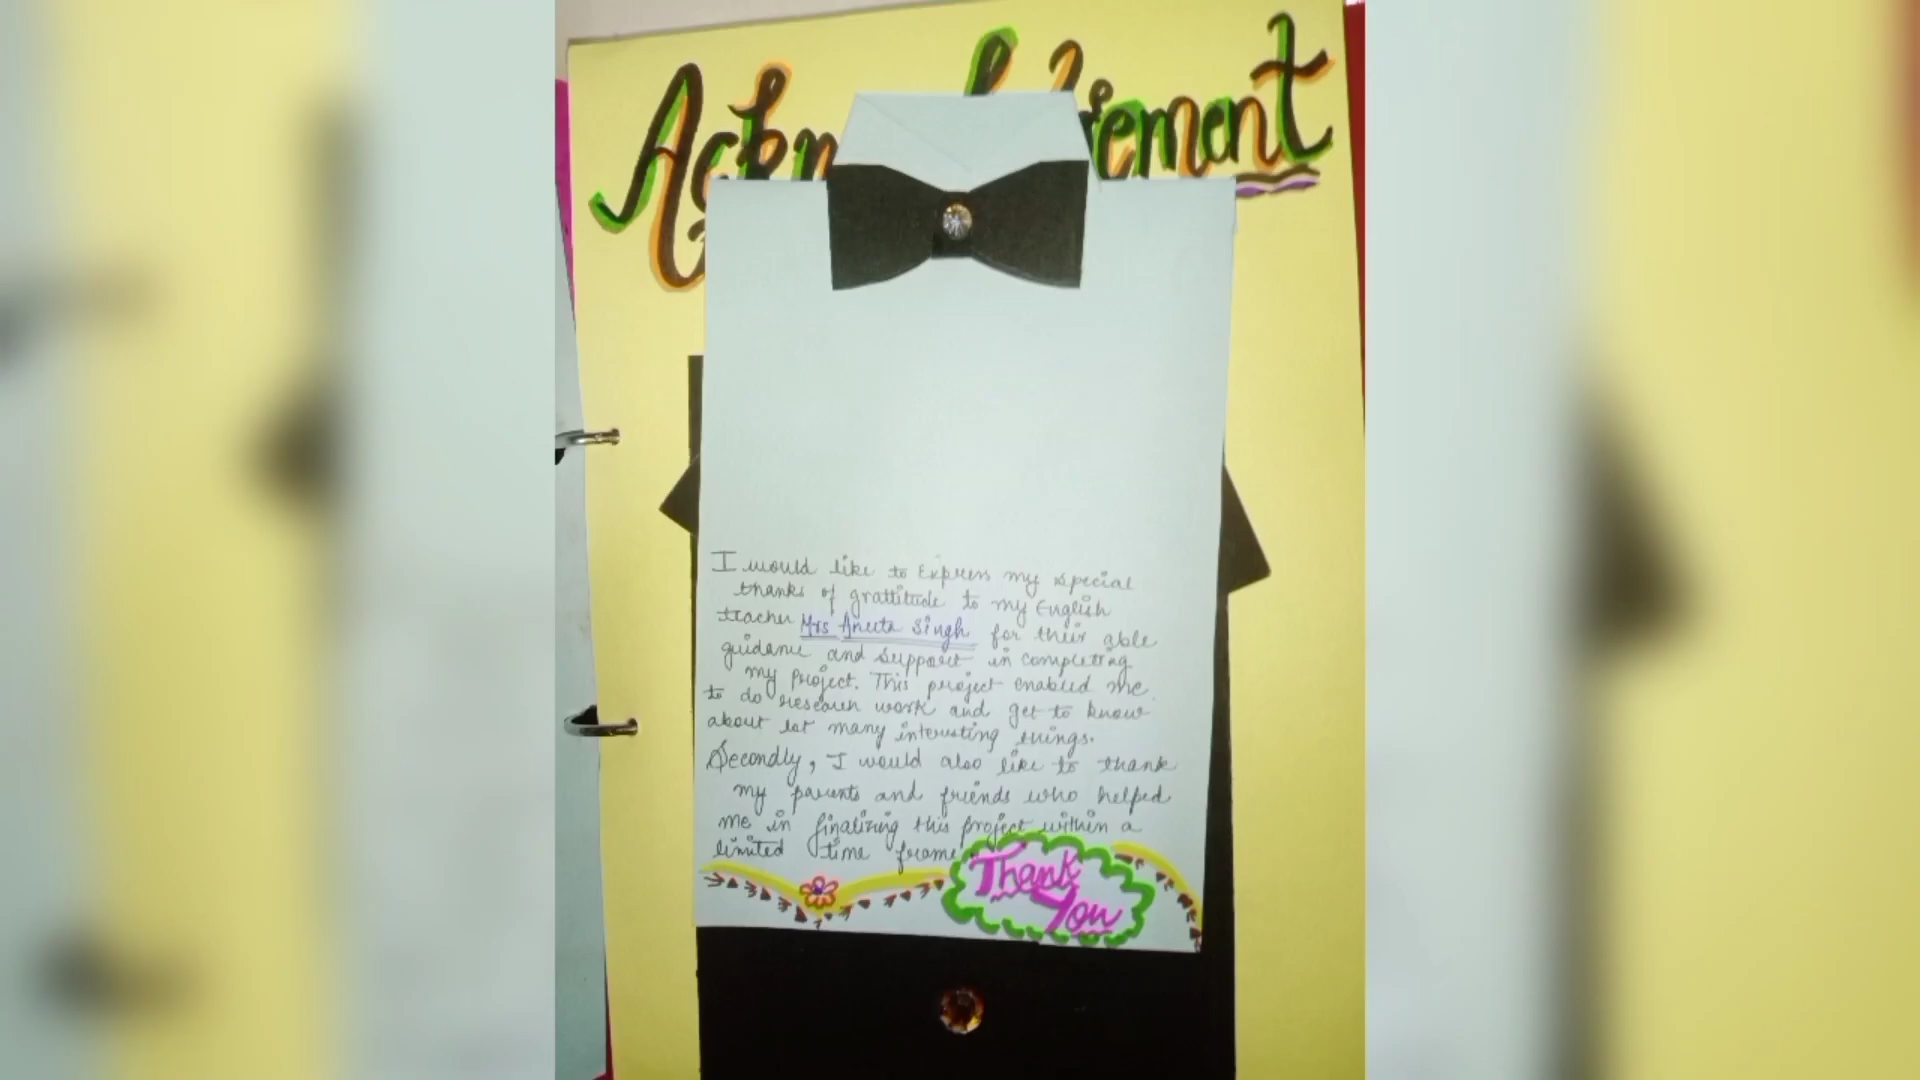 Acknowledgement
I would like to Express my special
thanks of grattitude to my English
teacher Mrs Aneeta Singh for their able
guidance and support in completing
my project. This project enabled me
to do research work and get to know
about lot many interesting things.
Secondly, I would also like to thank
my parents and friends who helped
me in finalizing this project within a
limited time frame
Thank
You